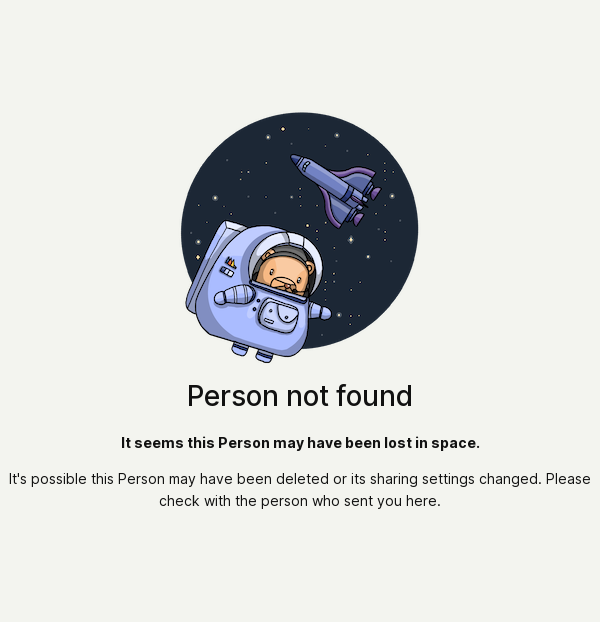 Person not found
It seems this Person may have been lost in space.
It's possible this Person may have been deleted or its sharing settings changed. Please
check with the person who sent you here.